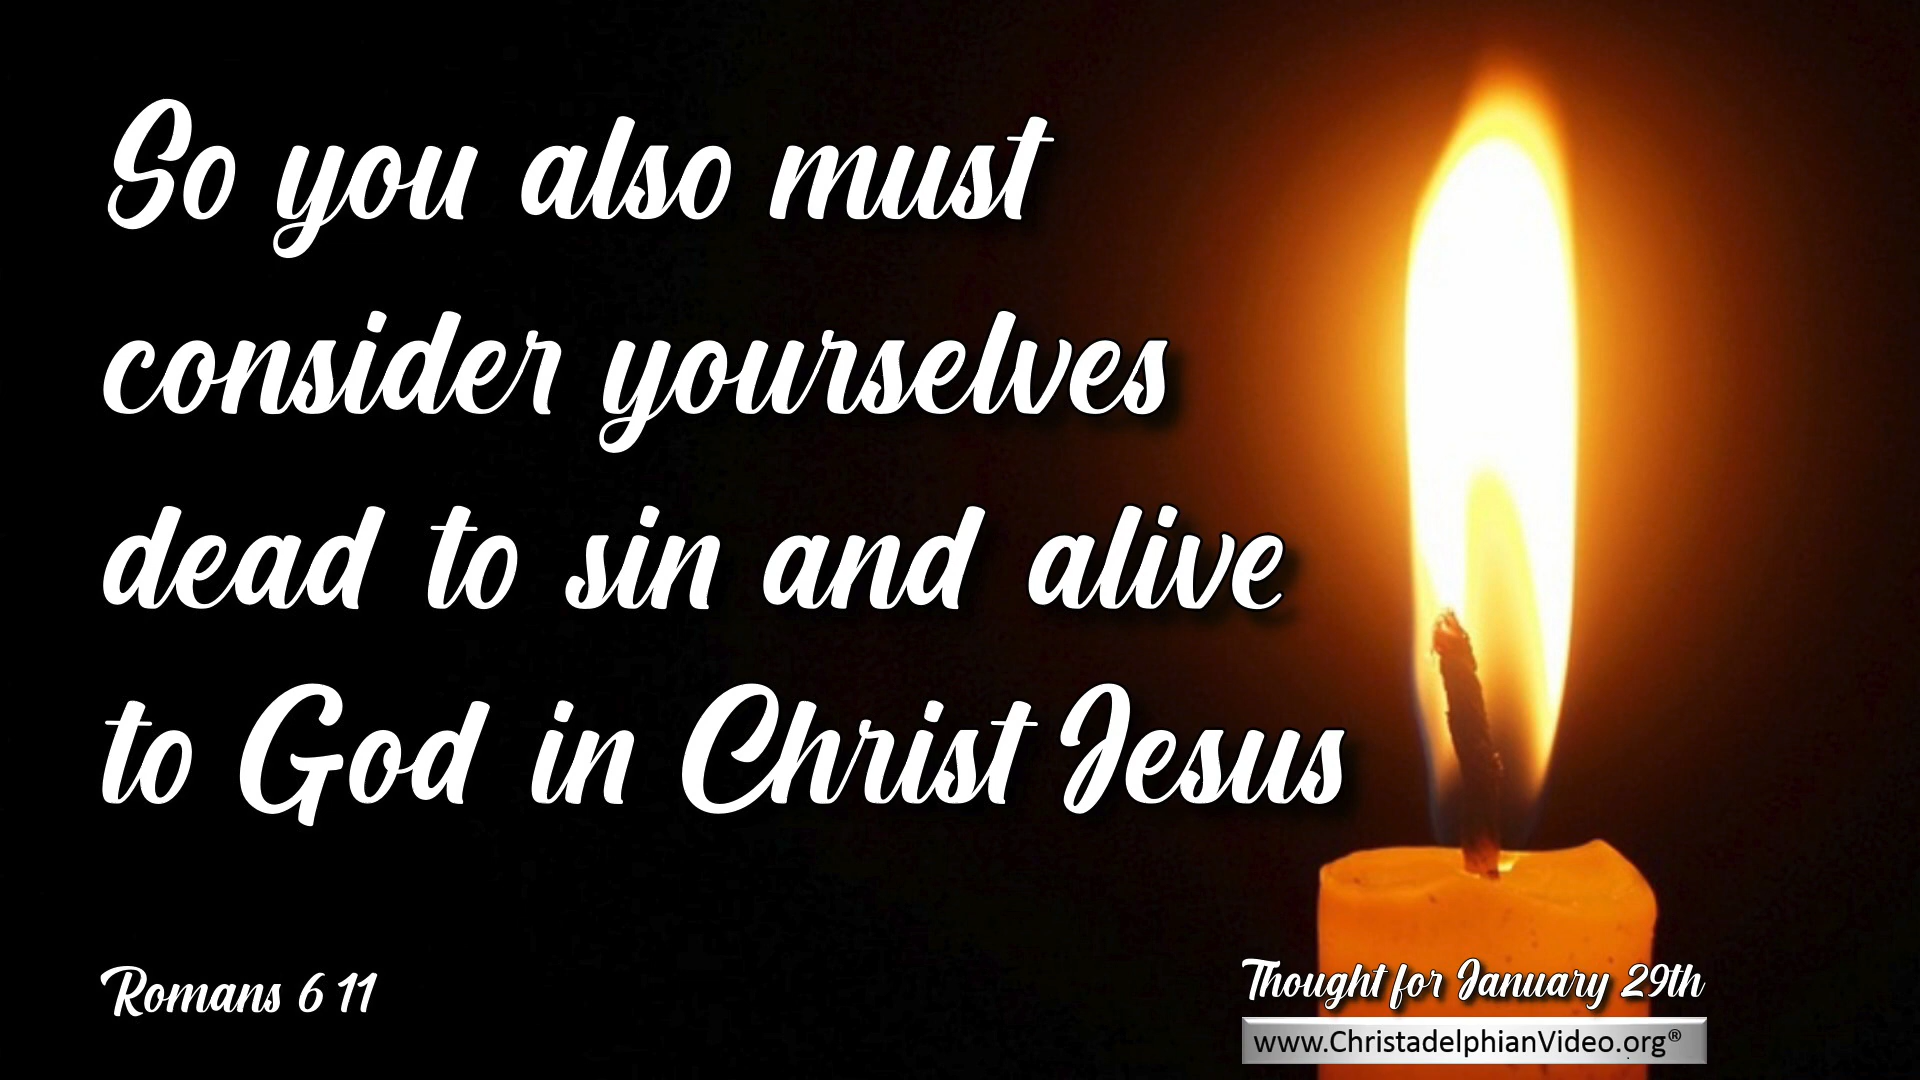 So you also must
consider yourselves
dead to sin and alive
to God in Christ Jesus
Romans 6 11
Thought for January 29th
www.ChristadelphianVideo.org®